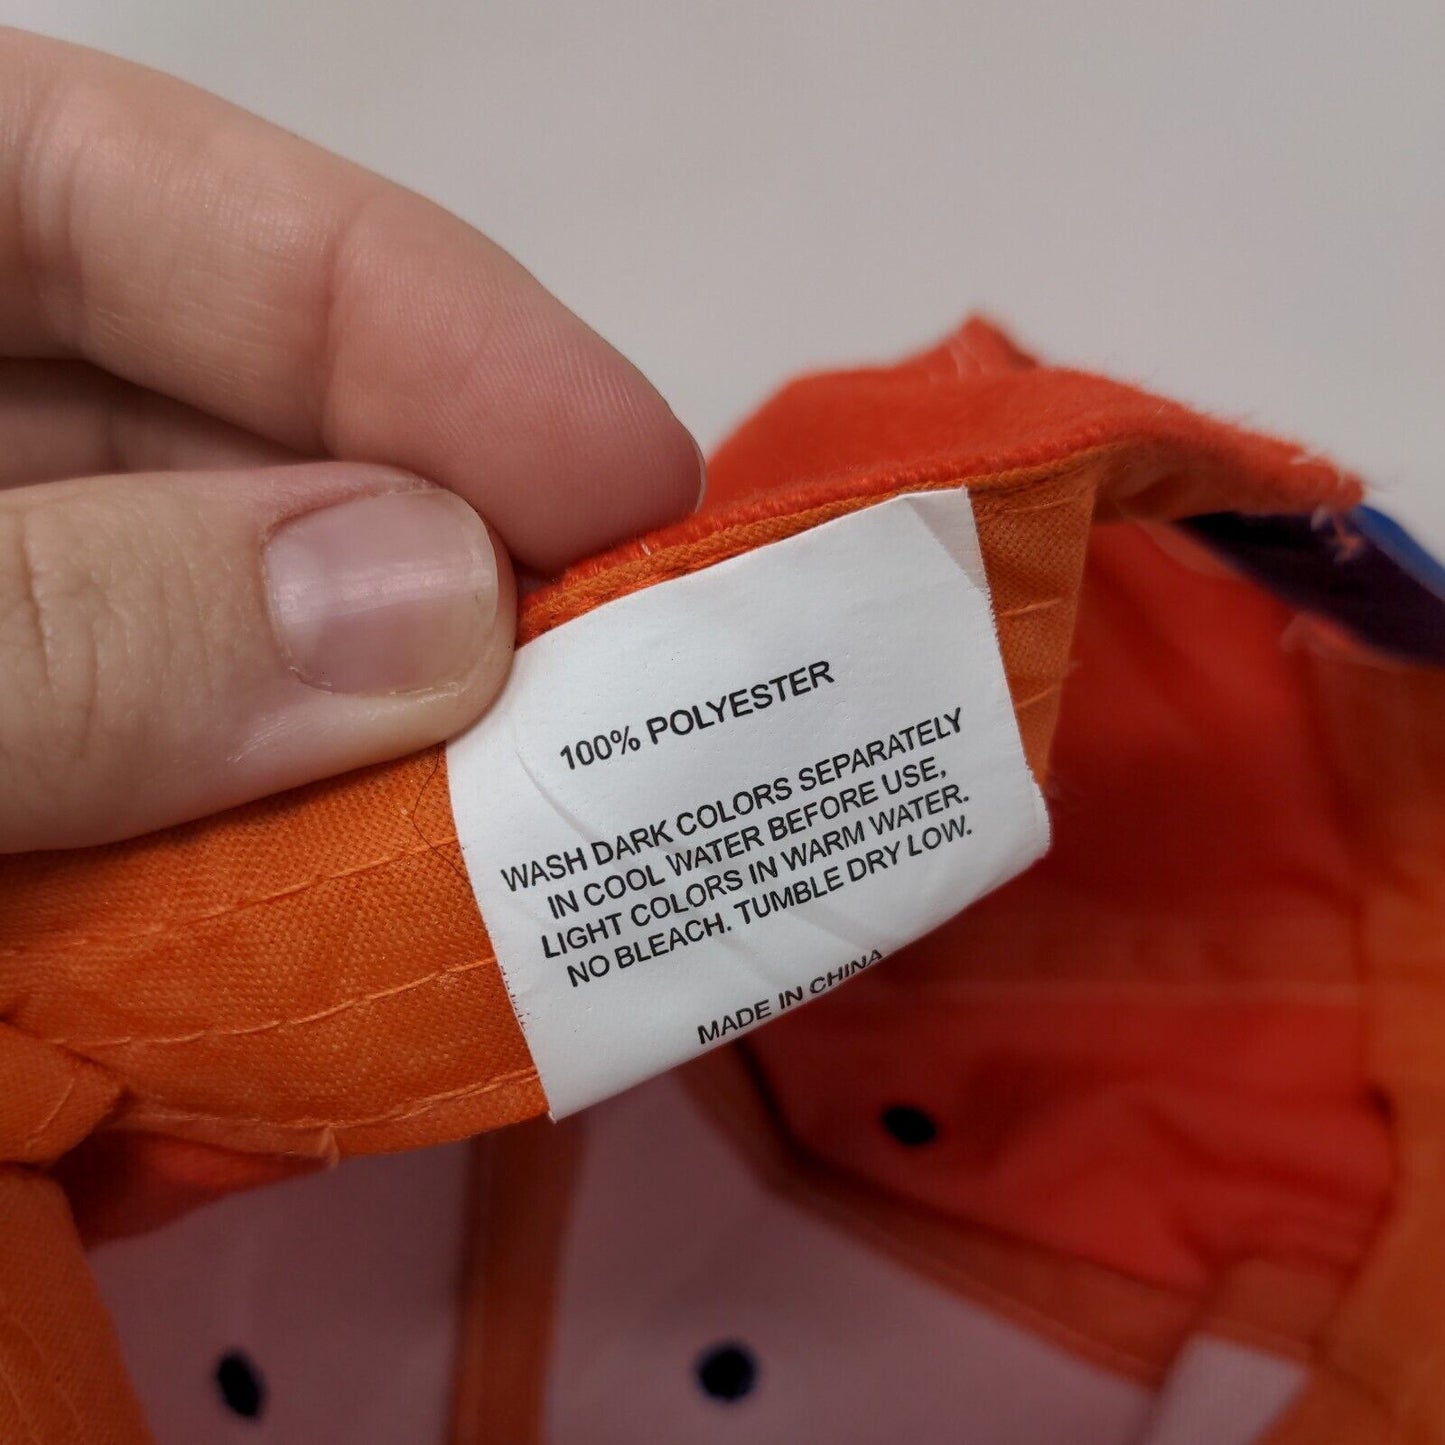 100% POLYESTER
WASH DARK COLORS SEPARATELY
IN COOL WATER BEFORE USE,
LIGHT COLORS IN WARM WATER.
NO BLEACH. TUMBLE DRY LOW.
MADE IN CHINA